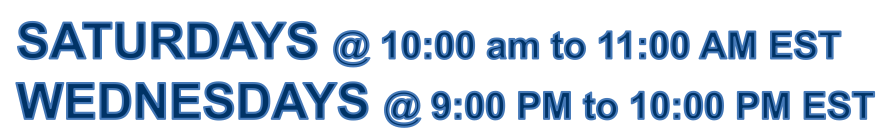 SATURDAYS @ 10:00 am to 11:00 AM EST
WEDNESDAYS @ 9:00 PM to 10:00 PM EST